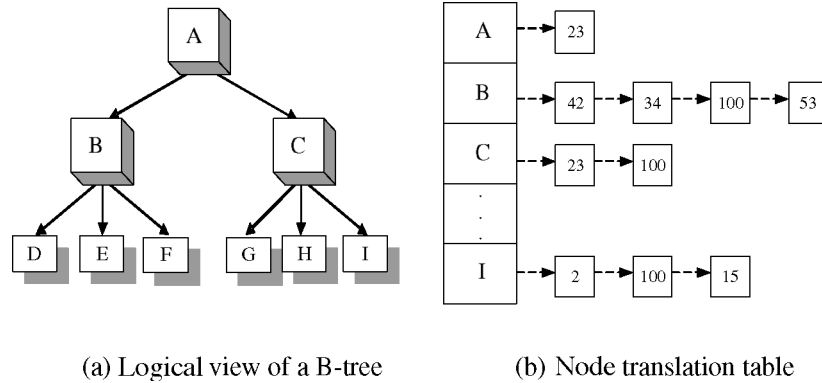 A
B
C
D E F
G H I
(a) Logical view of a B-tree
A 23
B 42 34 100 53
C 23 100
.
.
.
I 2 100 15
(b) Node translation table